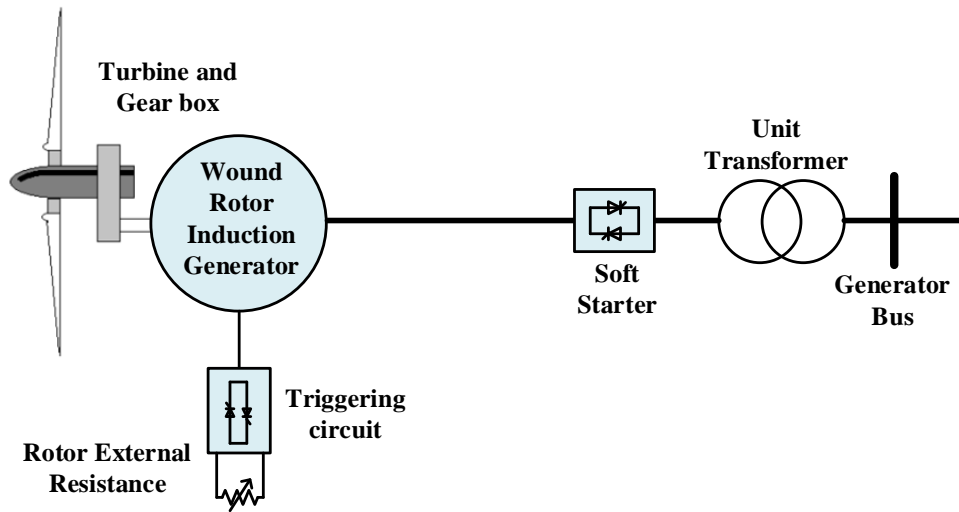 Turbine and
Gear box
Wound
Rotor
Induction
Generator
Unit
Transformer
Soft
Starter
Generator
Bus
Triggering
circuit
Rotor External
Resistance